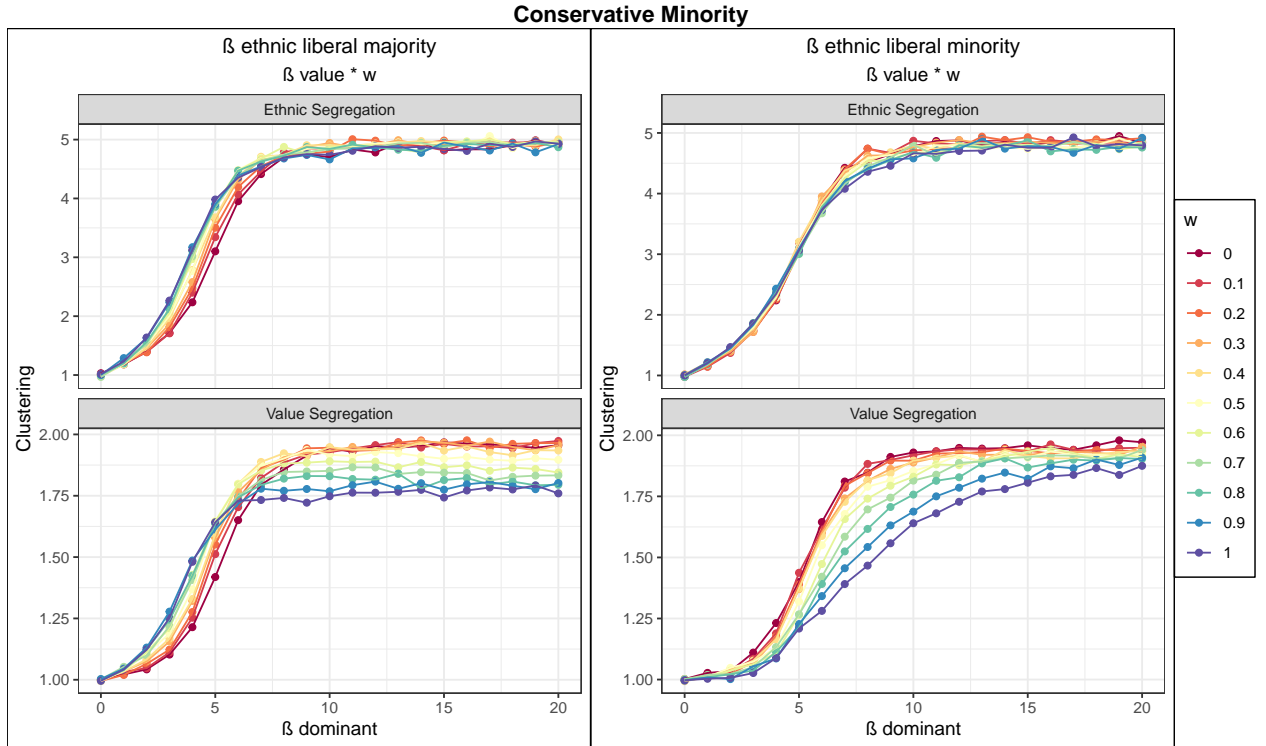 Conservative Minority
ß ethnic liberal majority
ß value * w
Ethnic Segregation
5
4
3
2
1
Value Segregation
2.00
1.75
1.50
1.25
1.00
0 5 10 15 20
ß dominant
Clustering
ß ethnic liberal minority
ß value * w
Ethnic Segregation
5
4
3
2
1
Value Segregation
2.00
1.75
1.50
1.25
1.00
0 5 10 15 20
ß dominant
Clustering
w
0
0.1
0.2
0.3
0.4
0.5
0.6
0.7
0.8
0.9
1